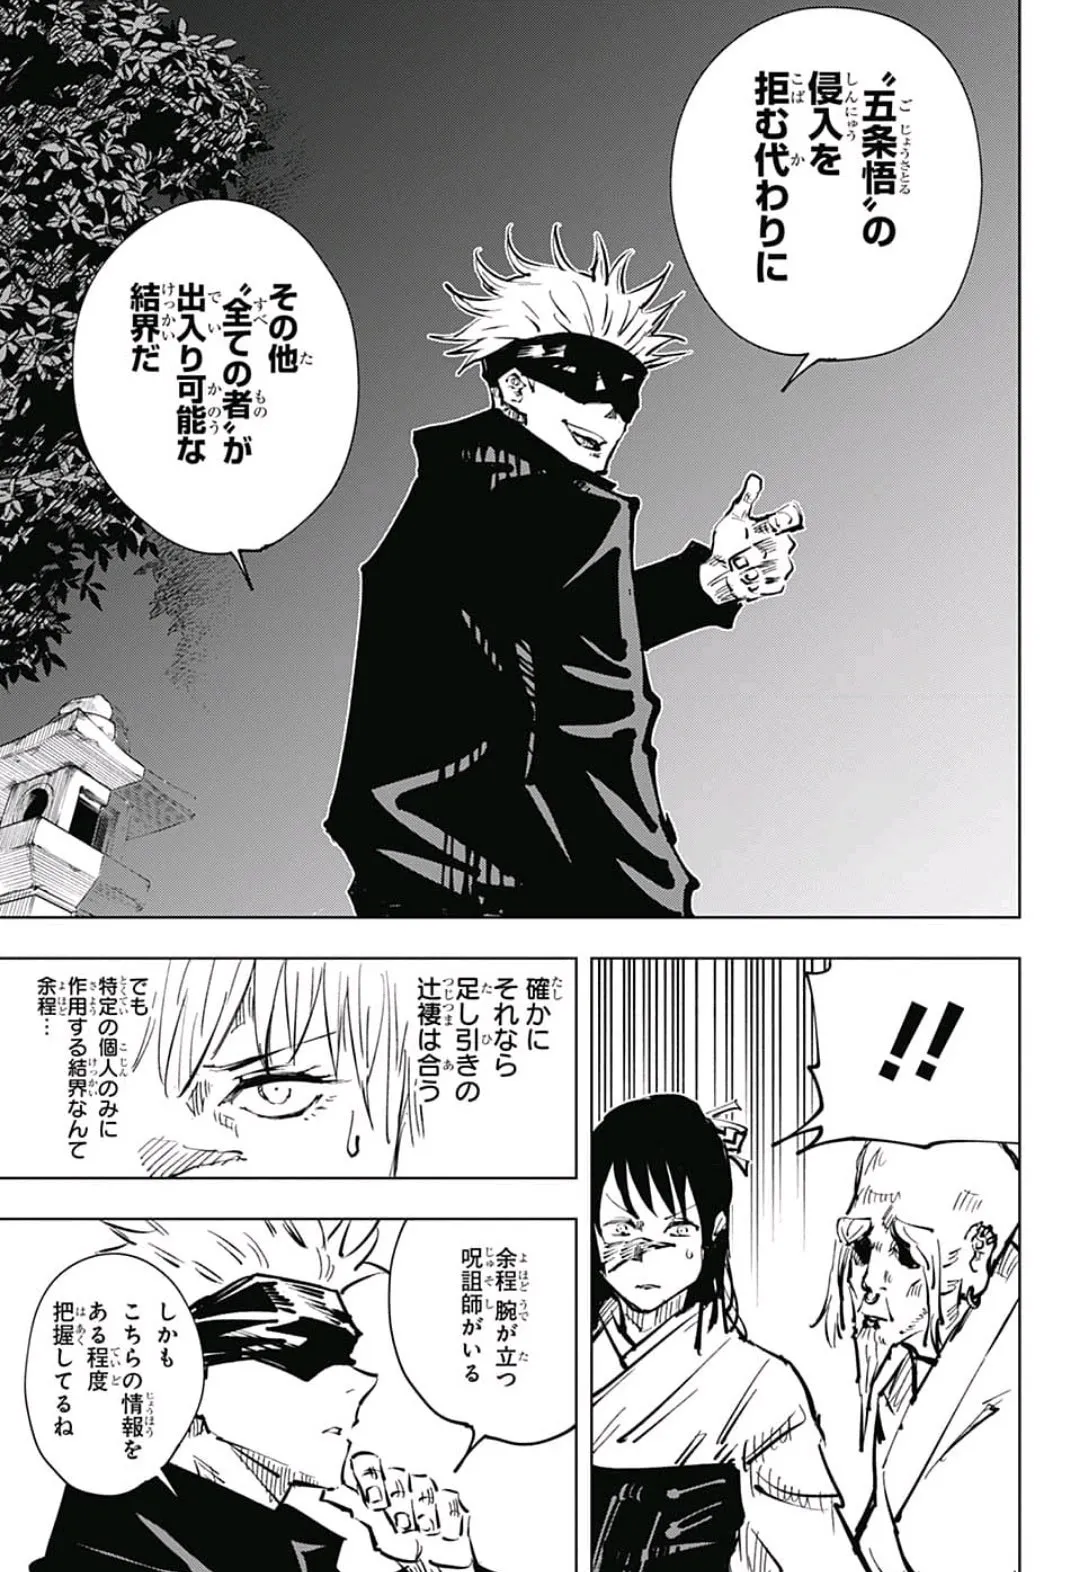 〝五条悟〟の
侵入を
拒む代わりに
その他
〝全ての者〟が
出入り可能な
結界だ
!!
確かに
それなら
足し引きの
辻褄は合う
でも
特定の個人のみに
作用する結界なんて
余程…
余程 腕が立つ
呪詛師がいる
しかも
こちらの情報を
ある程度
把握してるね